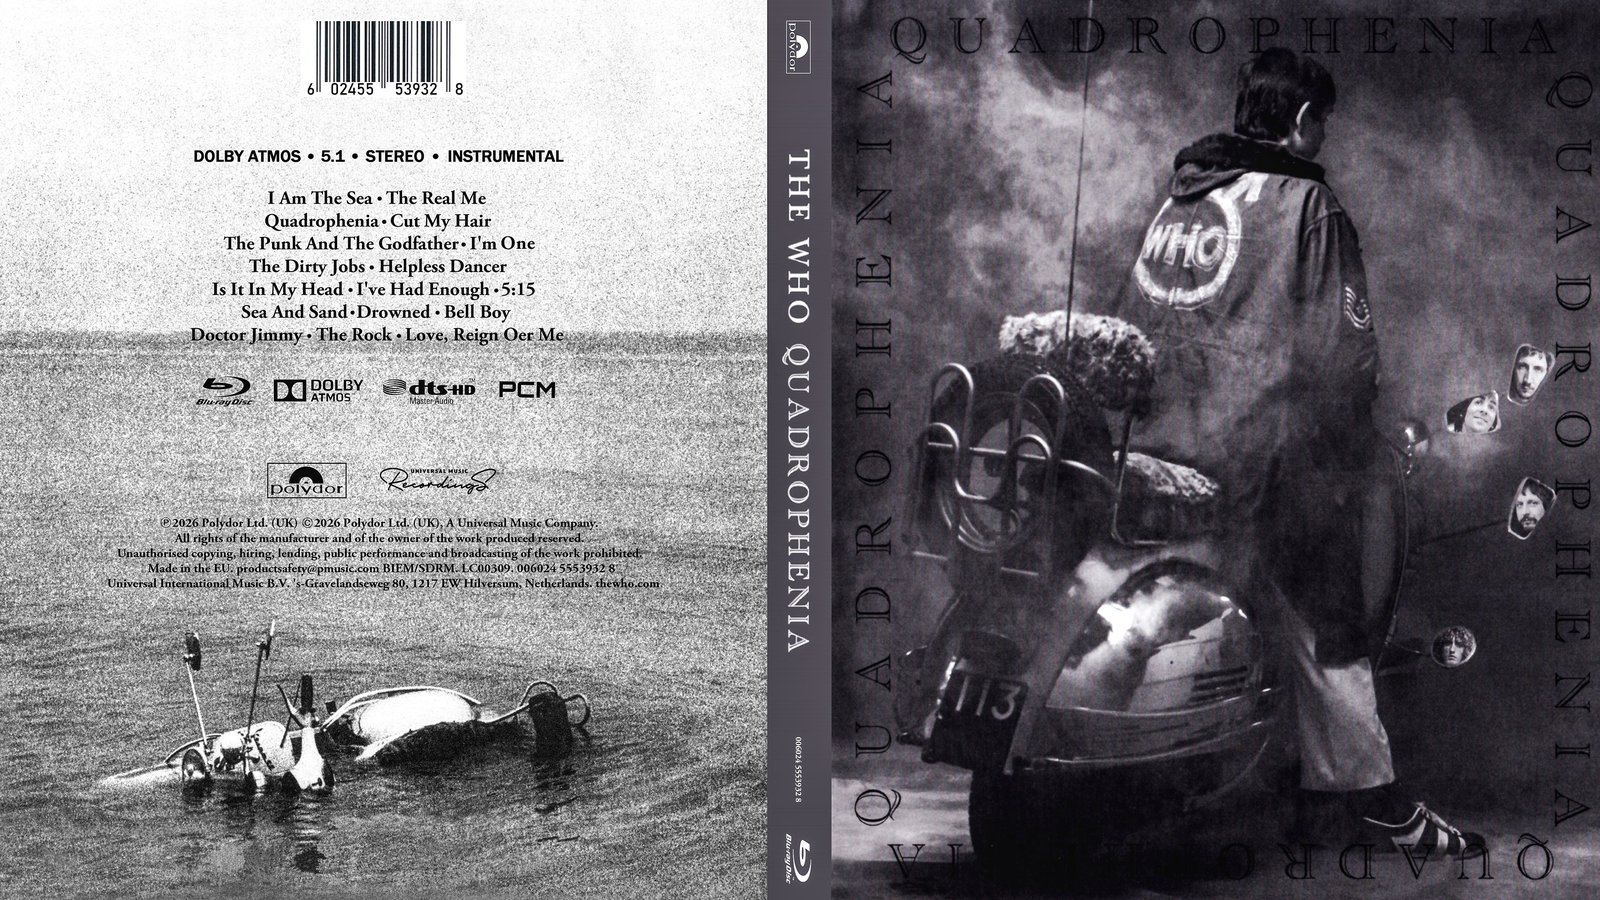 6 02455 53932 8
DOLBY ATMOS • 5.1 • STEREO • INSTRUMENTAL
I Am The Sea • The Real Me
Quadrophenia • Cut My Hair
The Punk And The Godfather • I'm One
The Dirty Jobs • Helpless Dancer
Is It In My Head • I've Had Enough • 5:15
Sea And Sand • Drowned • Bell Boy
Doctor Jimmy • The Rock • Love, Reign Oer Me
Blu-ray Disc
DOLBY ATMOS
dts-HD Master Audio
PCM
polydor
UNIVERSAL MUSIC Recordings
℗2026 Polydor Ltd. (UK) ©2026 Polydor Ltd. (UK), A Universal Music Company.
All rights of the manufacturer and of the owner of the work produced reserved.
Unauthorised copying, hiring, lending, public performance and broadcasting of the work prohibited.
Made in the EU. productsafety@pmusic.com BIEM/SDRM. LC00309. 006024 5553932 8
Universal International Music B.V. 's-Gravelandseweg 80, 1217 EW Hilversum, Netherlands. thewho.com
polydor
THE WHO QUADROPHENIA
006024 5553932 8
Blu-ray Disc
QUADROPHENIA
QUADROPHENIA
QUADROPHENIA
WHO
113